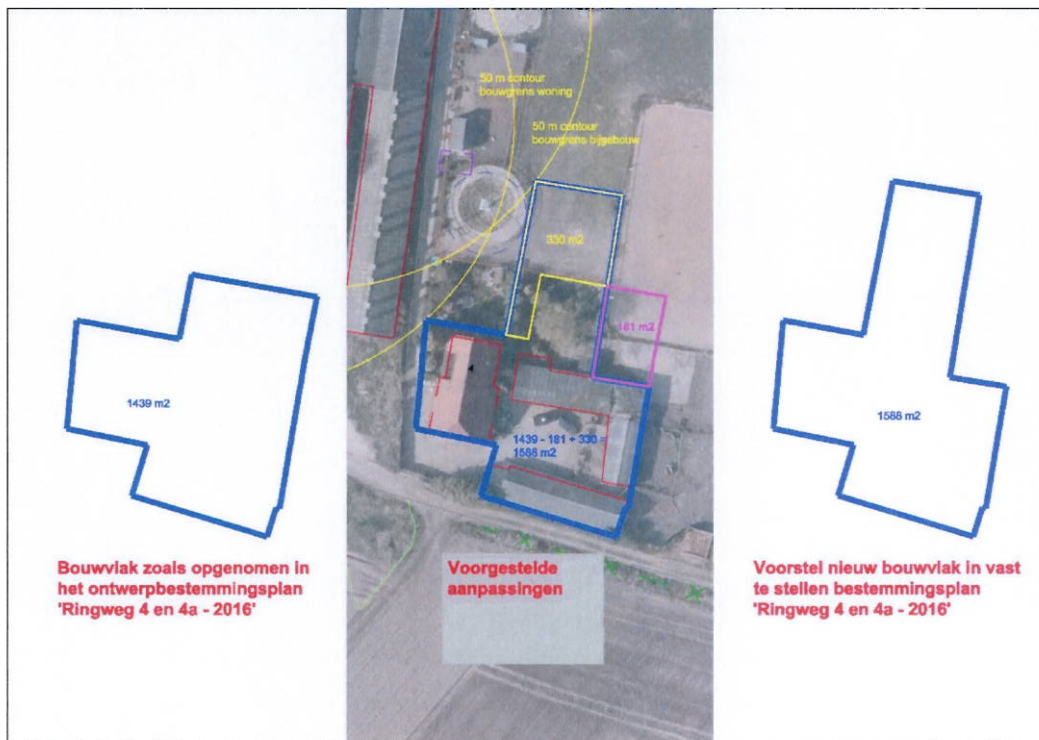 1439 m2
Bouwvlak zoals opgenomen in
het ontwerpbestemmingsplan
'Ringweg 4 en 4a - 2016'
50 m contour
bouwgrens woning
50 m contour
bouwgrens bijgebouw
330 m2
181 m2
4
1439 - 181 + 330 =
1588 m2
Voorgestelde
aanpassingen
1588 m2
Voorstel nieuw bouwvlak in vast
te stellen bestemmingsplan
'Ringweg 4 en 4a - 2016'